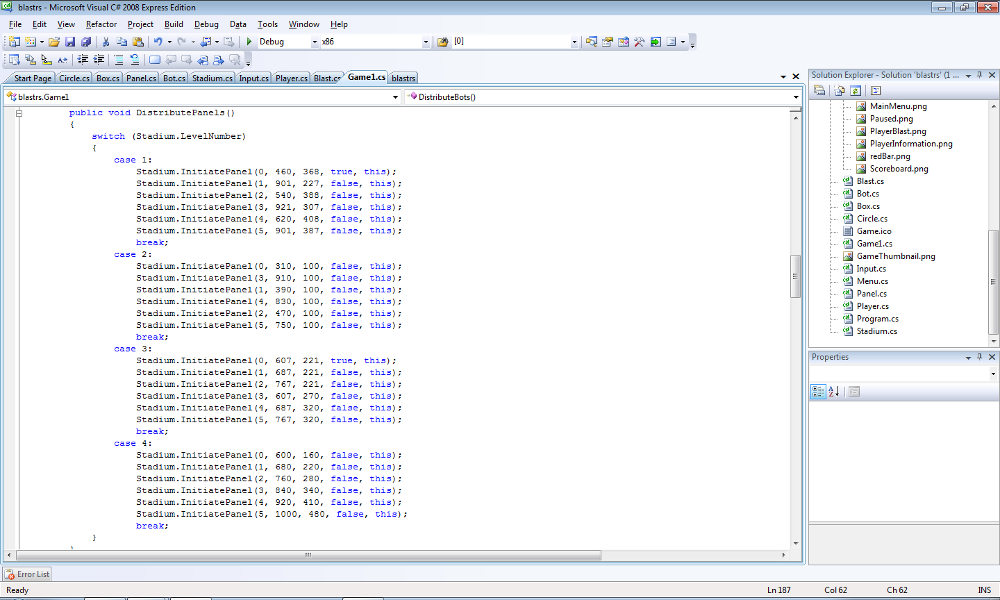 blastrs - Microsoft Visual C# 2008 Express Edition
File Edit View Refactor Project Build Debug Data Tools Window Help
Debug x86 [0]
Start Page Circle.cs Box.cs Panel.cs Bot.cs Stadium.cs Input.cs Player.cs Blast.cs Game1.cs blastrs
blastrs.Game1 DistributeBots()
public void DistributePanels()
{
switch (Stadium.LevelNumber)
{
case 1:
Stadium.InitiatePanel(0, 460, 368, true, this);
Stadium.InitiatePanel(1, 901, 227, false, this);
Stadium.InitiatePanel(2, 540, 388, false, this);
Stadium.InitiatePanel(3, 921, 307, false, this);
Stadium.InitiatePanel(4, 620, 408, false, this);
Stadium.InitiatePanel(5, 901, 387, false, this);
break;
case 2:
Stadium.InitiatePanel(0, 310, 100, false, this);
Stadium.InitiatePanel(3, 910, 100, false, this);
Stadium.InitiatePanel(1, 390, 100, false, this);
Stadium.InitiatePanel(4, 830, 100, false, this);
Stadium.InitiatePanel(2, 470, 100, false, this);
Stadium.InitiatePanel(5, 750, 100, false, this);
break;
case 3:
Stadium.InitiatePanel(0, 607, 221, true, this);
Stadium.InitiatePanel(1, 687, 221, false, this);
Stadium.InitiatePanel(2, 767, 221, false, this);
Stadium.InitiatePanel(3, 607, 270, false, this);
Stadium.InitiatePanel(4, 687, 320, false, this);
Stadium.InitiatePanel(5, 767, 320, false, this);
break;
case 4:
Stadium.InitiatePanel(0, 600, 160, false, this);
Stadium.InitiatePanel(1, 680, 220, false, this);
Stadium.InitiatePanel(2, 760, 280, false, this);
Stadium.InitiatePanel(3, 840, 340, false, this);
Stadium.InitiatePanel(4, 920, 410, false, this);
Stadium.InitiatePanel(5, 1000, 480, false, this);
break;
}
Solution Explorer - Solution 'blastrs' (1 ...
MainMenu.png
Paused.png
PlayerBlast.png
PlayerInformation.png
redBar.png
Scoreboard.png
Blast.cs
Bot.cs
Box.cs
Circle.cs
Game.ico
Game1.cs
GameThumbnail.png
Input.cs
Menu.cs
Panel.cs
Player.cs
Program.cs
Stadium.cs
Properties
Error List
Ready Ln 187 Col 62 Ch 62 INS